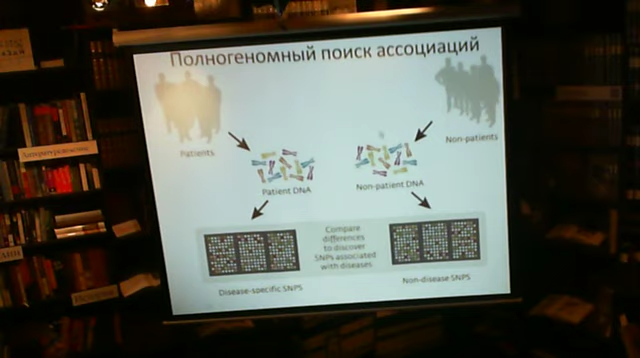 Полногеномный поиск ассоциаций
Patients
Non-patients
Patient DNA
Non-patient DNA
Compare
differences
to discover
SNPs associated
with diseases
Disease-specific SNPS
Non-disease SNPS